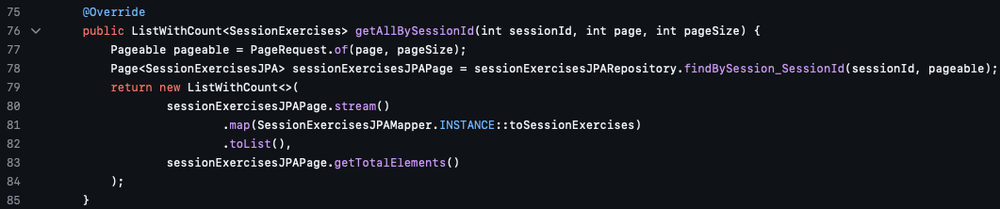 75 @Override
76 public ListWithCount<SessionExercises> getAllBySessionId(int sessionId, int page, int pageSize) {
77 Pageable pageable = PageRequest.of(page, pageSize);
78 Page<SessionExercisesJPA> sessionExercisesJPAPage = sessionExercisesJPARepository.findBySession_SessionId(sessionId, pageable);
79 return new ListWithCount<>(
80 sessionExercisesJPAPage.stream()
81 .map(SessionExercisesJPAMapper.INSTANCE::toSessionExercises)
82 .toList(),
83 sessionExercisesJPAPage.getTotalElements()
84 );
85 }